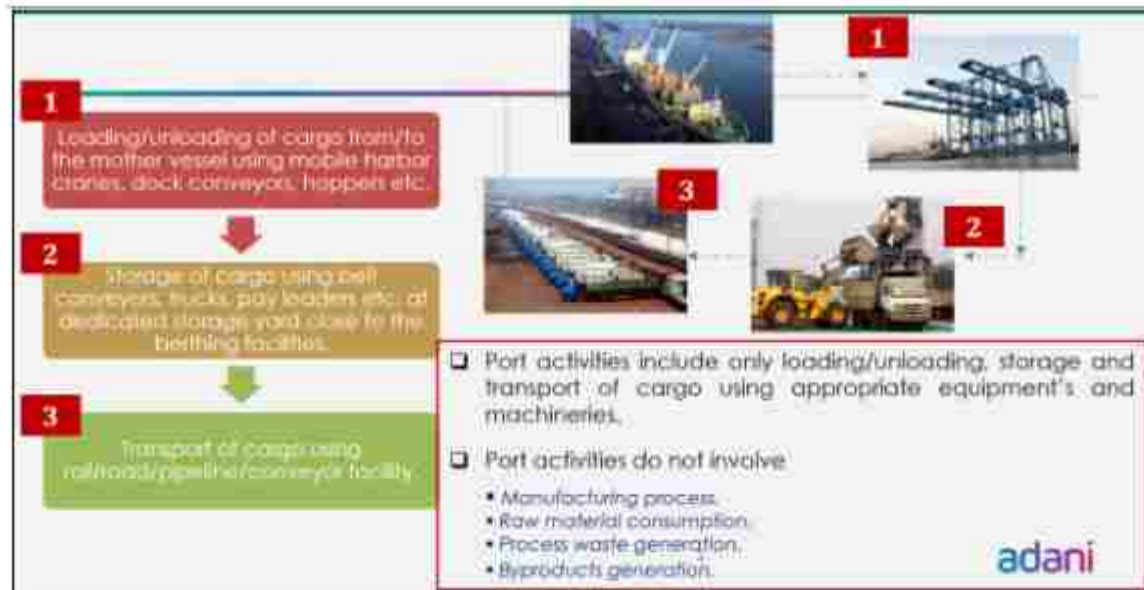 1
Loading/unloading of cargo from/to
the mother vessel using mobile harbor
cranes, dock conveyors, hoppers etc.
2
Storage of cargo using belt
conveyors, trucks, pay loaders etc. at
dedicated storage yard close to the
berthing facilities.
3
Transport of cargo using
rail/road/pipeline/conveyor facility
1
2
3
❑ Port activities include only loading/unloading, storage and
transport of cargo using appropriate equipment's and
machineries.
❑ Port activities do not involve
▪ Manufacturing process.
▪ Raw material consumption.
▪ Process waste generation.
▪ Byproducts generation.
adani